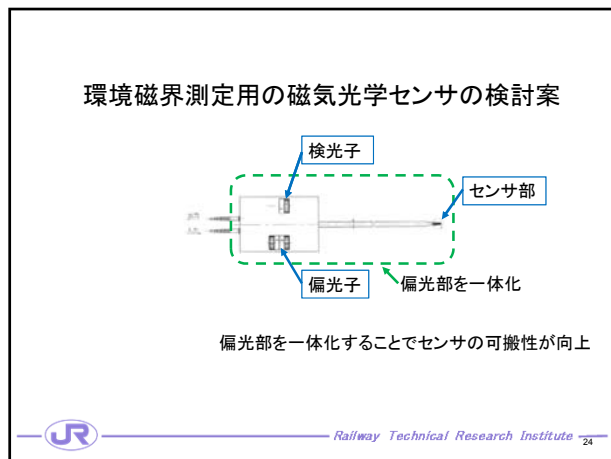 環境磁界測定用の磁気光学センサの検討案
検光子
センサ部
偏光子
偏光部を一体化
偏光部を一体化することでセンサの可搬性が向上
JR
Railway Technical Research Institute
24